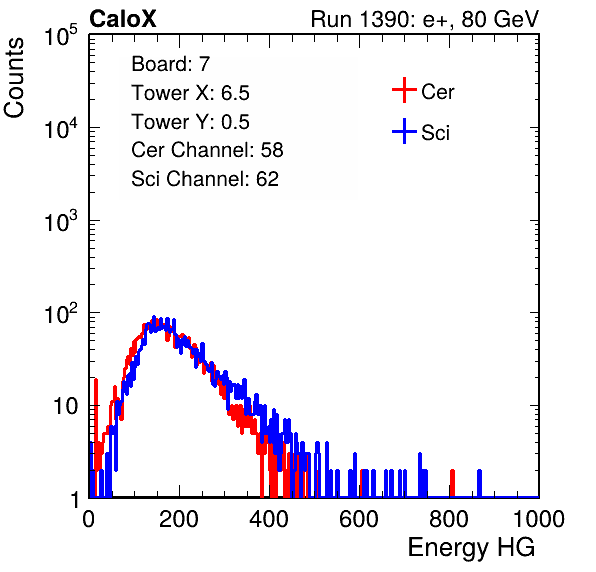 CaloX
Run 1390: e+, 80 GeV
Counts
Board: 7
Tower X: 6.5
Tower Y: 0.5
Cer Channel: 58
Sci Channel: 62
Cer
Sci
10^5
10^4
10^3
10^2
10
1
0 200 400 600 800 1000
Energy HG